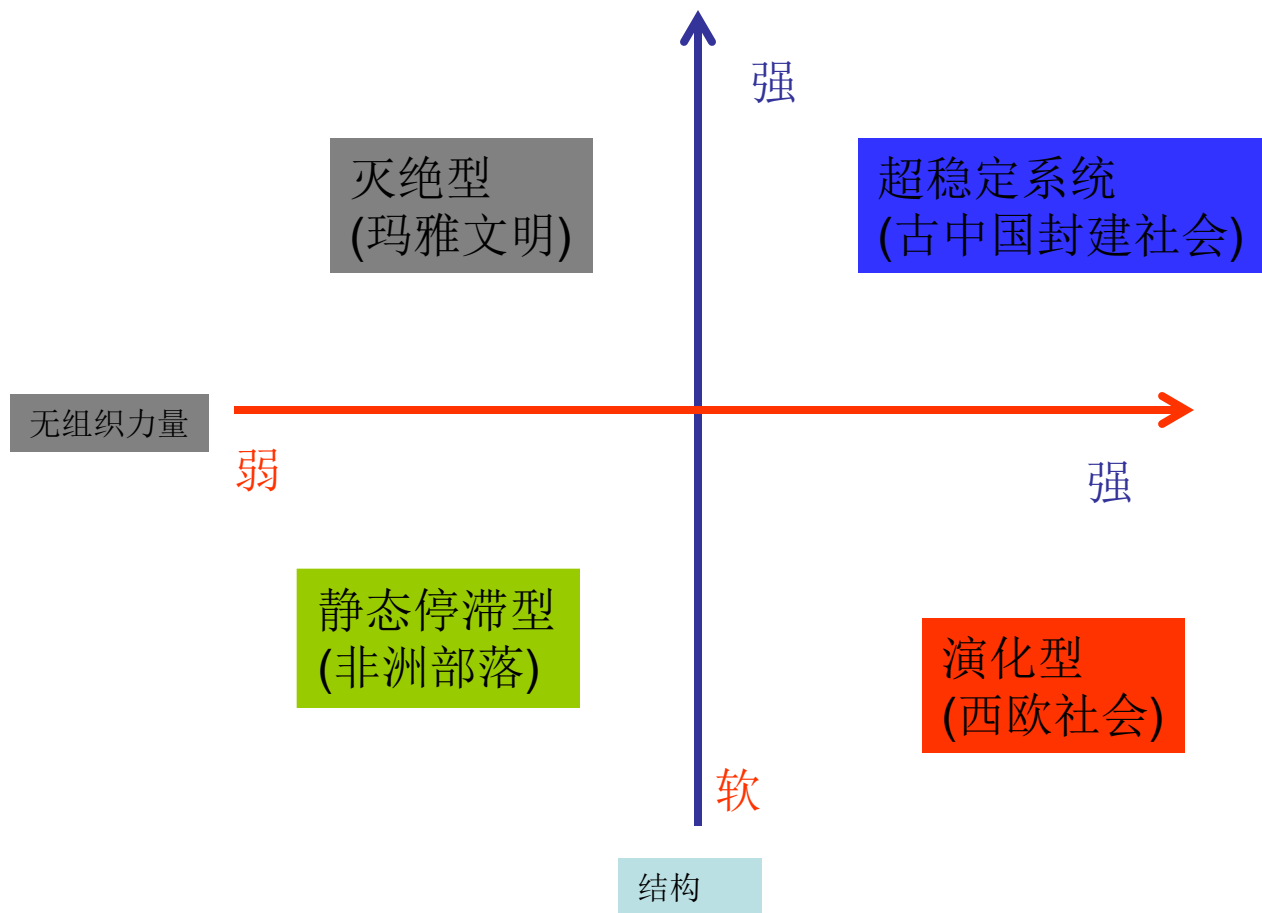 强
灭绝型
(玛雅文明)
超稳定系统
(古中国封建社会)
无组织力量
弱
强
静态停滞型
(非洲部落)
演化型
(西欧社会)
软
结构